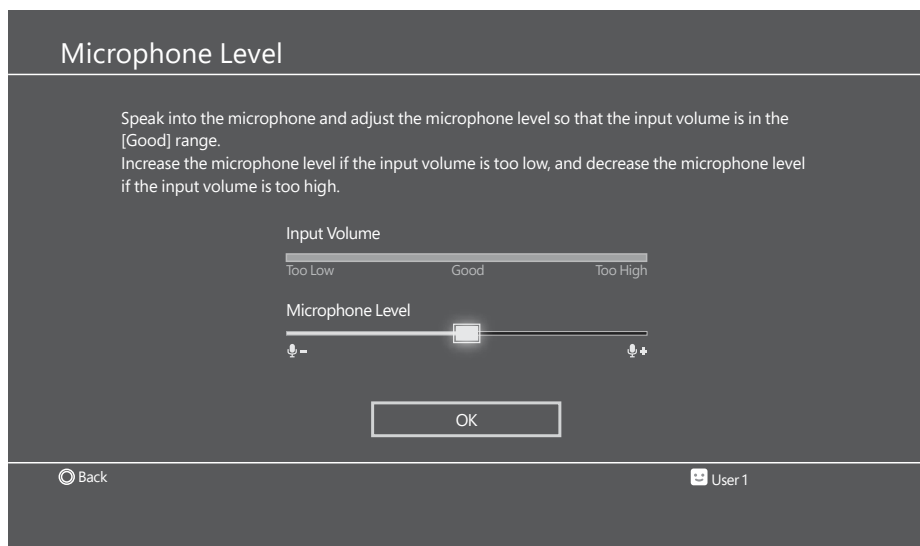 Microphone Level
Speak into the microphone and adjust the microphone level so that the input volume is in the
[Good] range.
Increase the microphone level if the input volume is too low, and decrease the microphone level
if the input volume is too high.
Input Volume
Too Low Good Too High
Microphone Level
OK
Back User 1